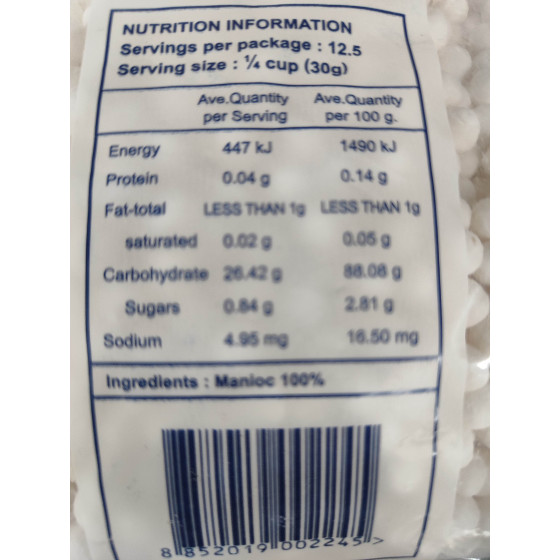 NUTRITION INFORMATION
Servings per package : 12.5
Serving size : ¼ cup (30g)
Ave.Quantity Ave.Quantity
per Serving per 100 g.
Energy 447 kJ 1490 kJ
Protein 0.04 g 0.14 g
Fat-total LESS THAN 1g LESS THAN 1g
saturated 0.02 g 0.05 g
Carbohydrate 26.42 g 88.08 g
Sugars 0.84 g 2.81 g
Sodium 4.95 mg 16.50 mg
Ingredients : Manioc 100%
8 852019 002245 >